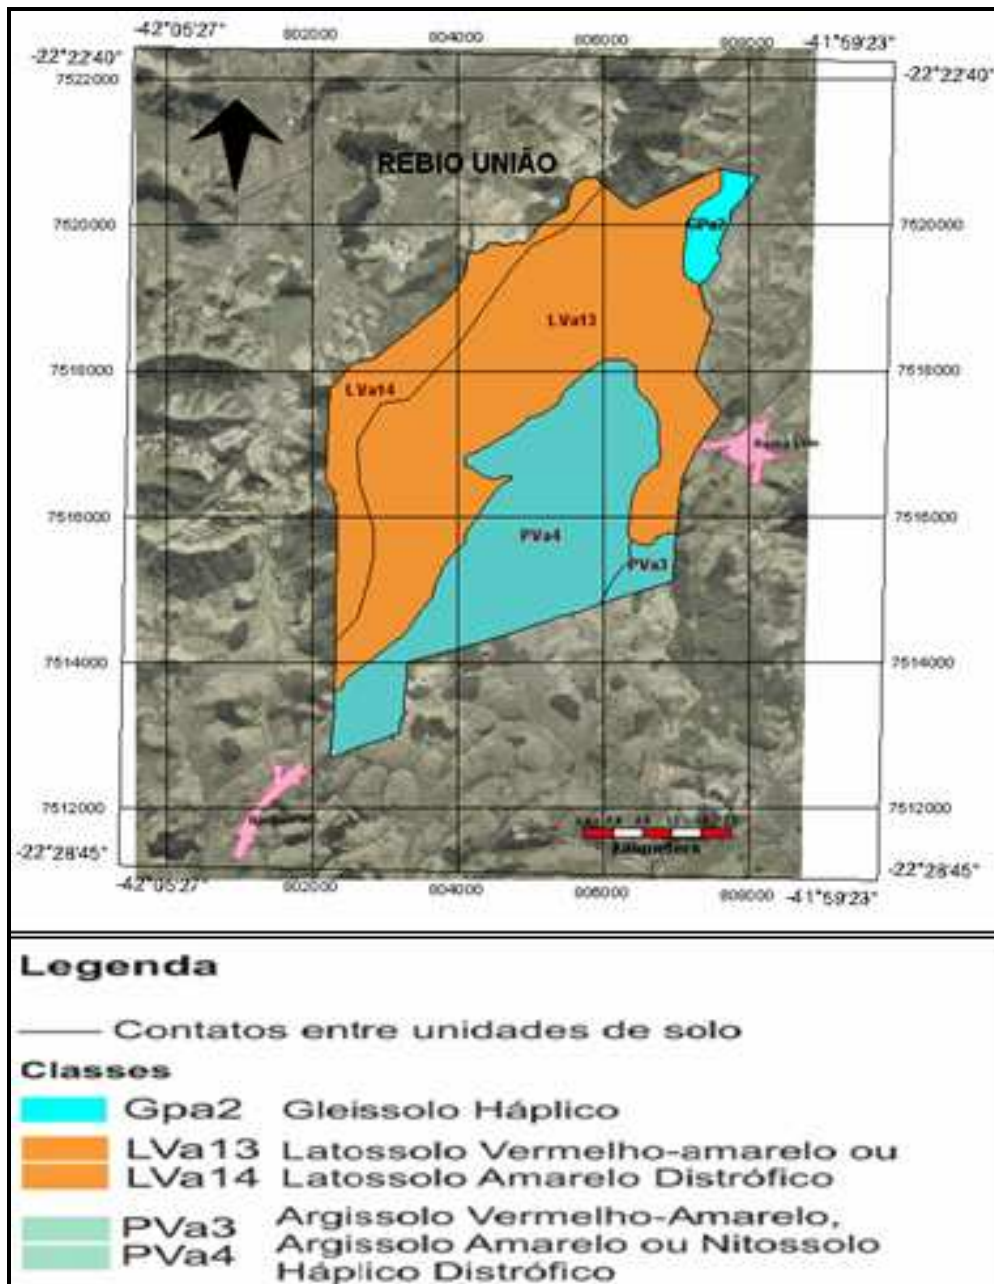 -42°05'27"
802000
804000
806000
808000
-41°59'23"
-22°22'40"
-22°22'40"
7522000
7522000
REBIO UNIÃO
7520000
7520000
GPa2
LVa13
7518000
7518000
LVa14
7516000
7516000
PVa4
PVa3
7514000
7514000
7512000
7512000
Kilometers
-22°28'45"
-22°28'45"
-42°05'27"
802000
804000
806000
808000
-41°59'23"
Legenda
Contatos entre unidades de solo
Classes
Gpa2 Gleissolo Háplico
LVa13 Latossolo Vermelho-amarelo ou
LVa14 Latossolo Amarelo Distrófico
PVa3 Argissolo Vermelho-Amarelo,
PVa4 Argissolo Amarelo ou Nitossolo
Háplico Distrófico